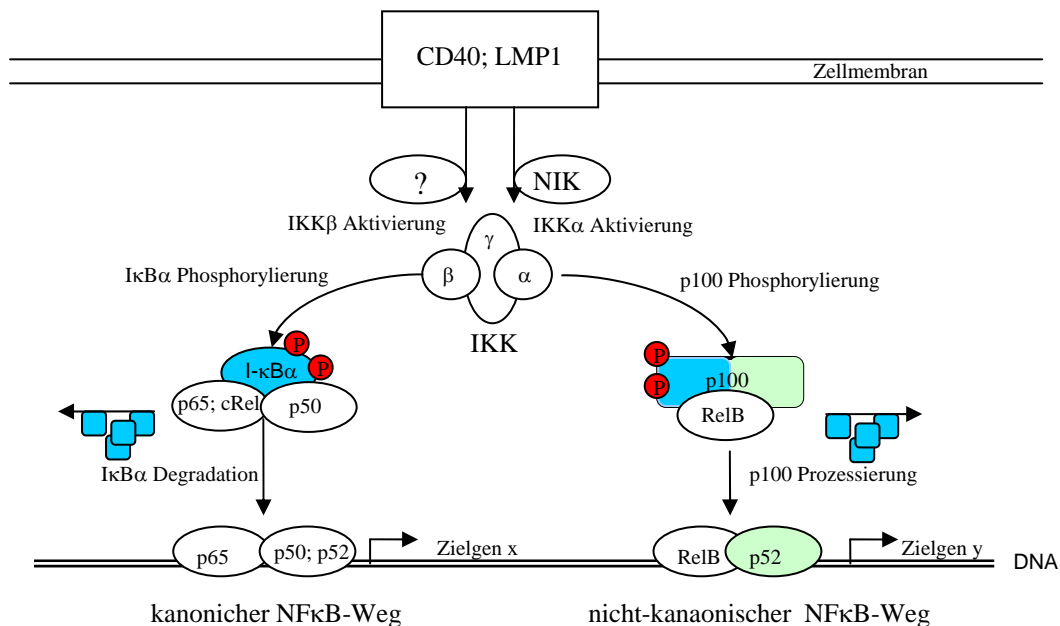 CD40; LMP1
Zellmembran
?
NIK
IKKβ Aktivierung
IKKα Aktivierung
γ
β
α
IκBα Phosphorylierung
p100 Phosphorylierung
IKK
P
P
I-κBα
p65; cRel
p50
P
P
p100
RelB
IκBα Degradation
p100 Prozessierung
p65
p50; p52
Zielgen x
RelB
p52
Zielgen y
DNA
kanonicher NFκB-Weg
nicht-kanaonischer NFκB-Weg